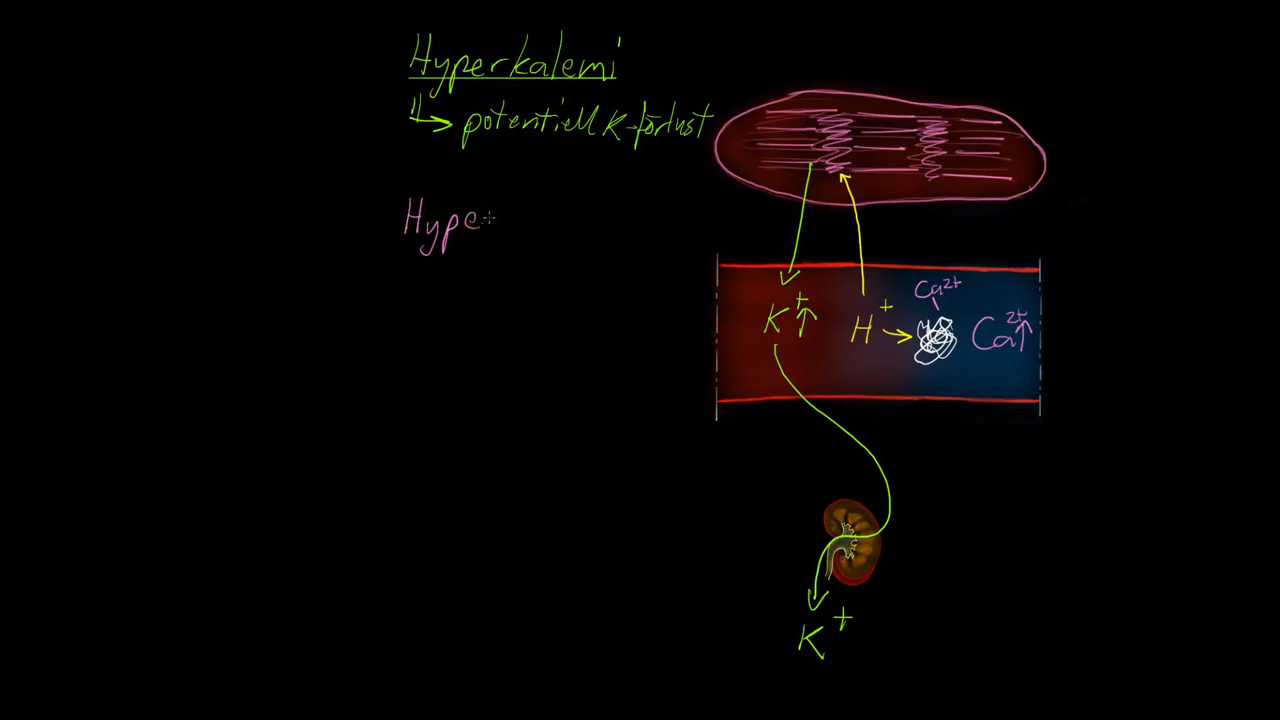 Hyperkalemi
potentiell K-förlust
Hype
Ca²⁺
K⁺↑
H⁺
Ca²⁺↑
K⁺